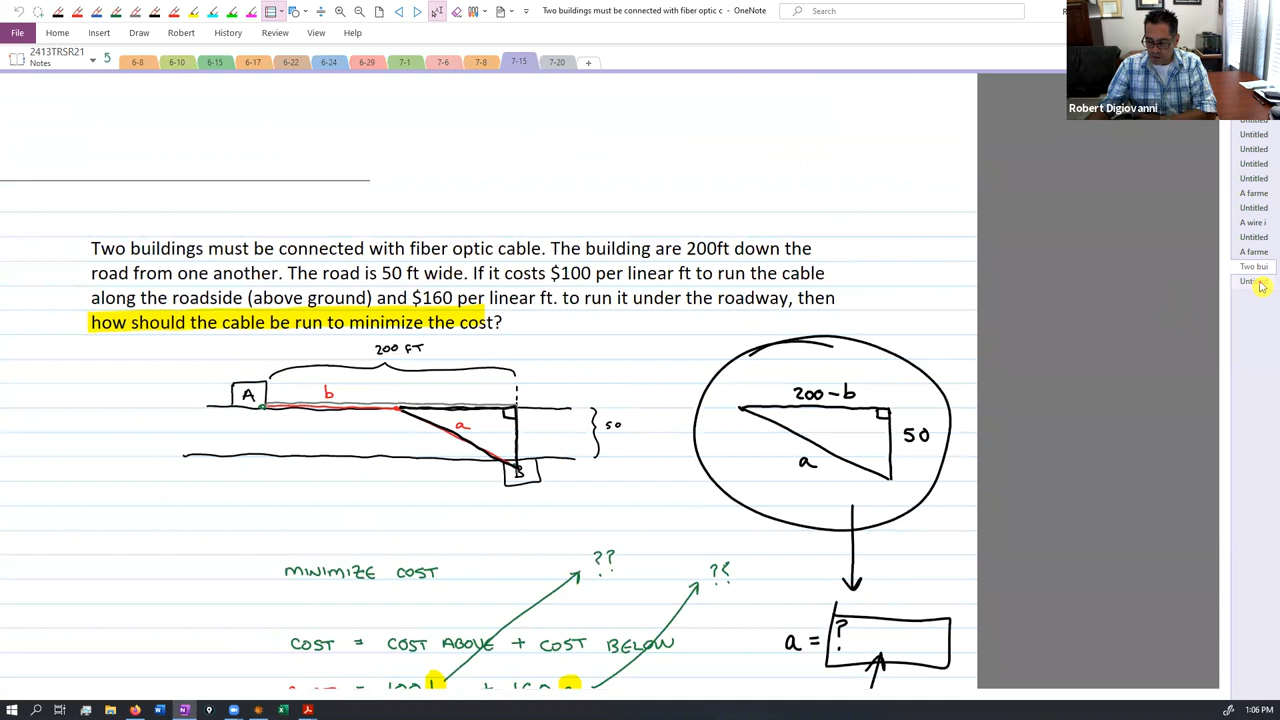 Two buildings must be connected with fiber optic c - OneNote
Search
Robert Digiovanni
File
Home
Insert
Draw
Robert
History
Review
View
Help
2413TRSR21
Notes
6-8
6-10
6-15
6-17
6-22
6-24
6-29
7-1
7-6
7-8
7-15
7-20
Untitled
Untitled
Untitled
Untitled
Untitled
A farme
Untitled
A wire i
Untitled
A farme
Two bui
Two buildings must be connected with fiber optic cable. The building are 200ft down the
road from one another. The road is 50 ft wide. If it costs $100 per linear ft to run the cable
along the roadside (above ground) and $160 per linear ft. to run it under the roadway, then
how should the cable be run to minimize the cost?
200 FT
A
b
a
50
B
200-b
50
a
MINIMIZE COST
??
??
COST = COST ABOVE + COST BELOW
a = ?
1:06 PM